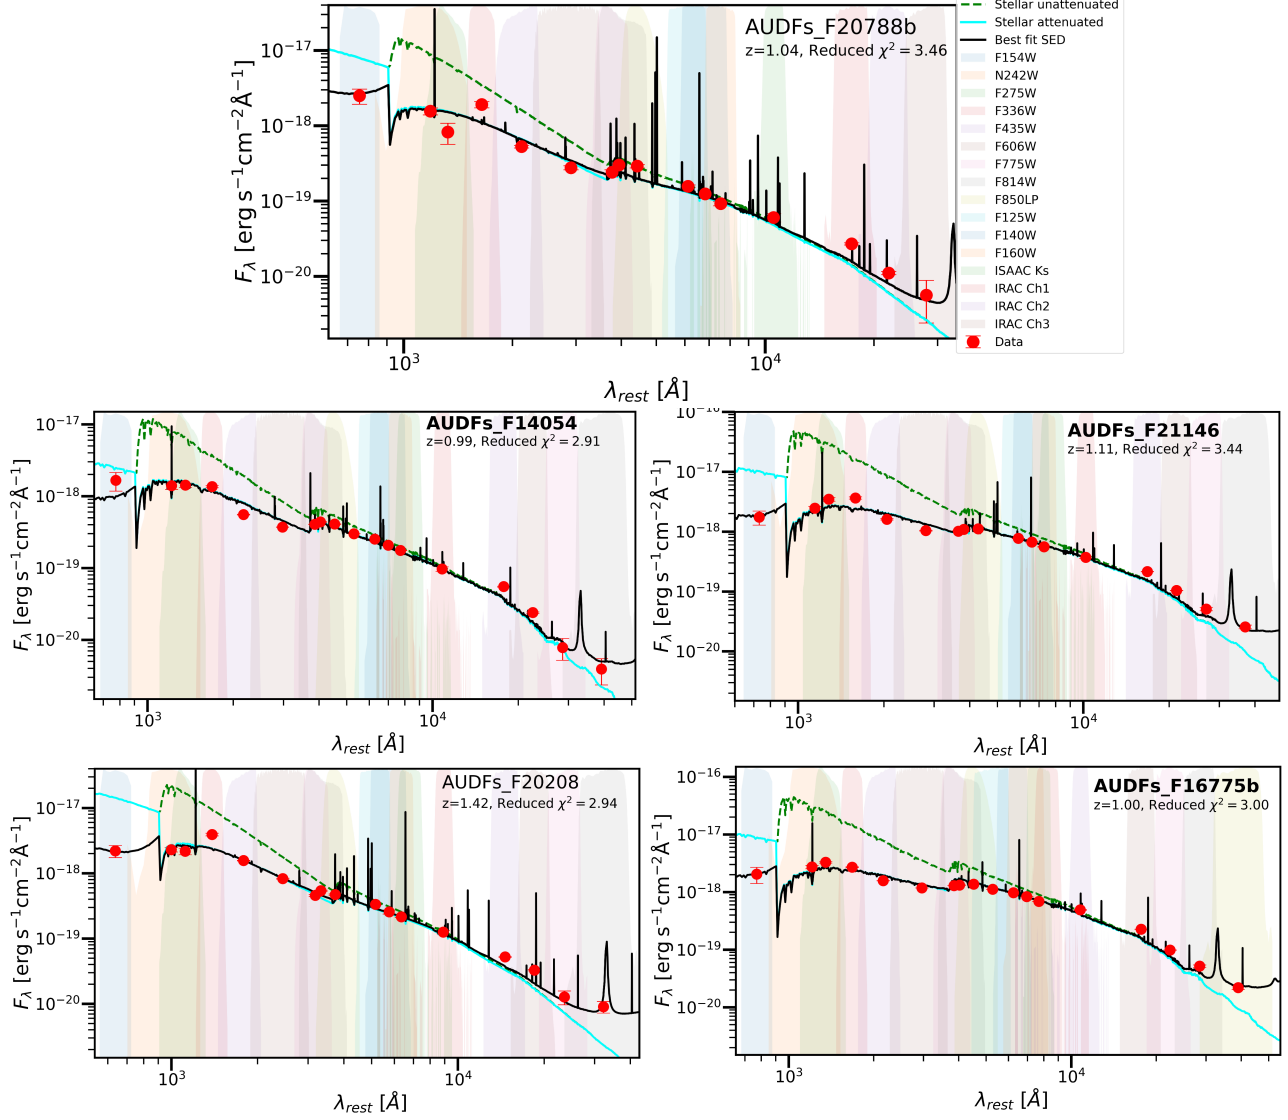 Stellar unattenuated
Stellar attenuated
Best fit SED
F154W
N242W
F275W
F336W
F435W
F606W
F775W
F814W
F850LP
F125W
F140W
F160W
ISAAC Ks
IRAC Ch1
IRAC Ch2
IRAC Ch3
Data
AUDFs_F20788b
z=1.04, Reduced χ² = 3.46
10⁻¹⁷
10⁻¹⁸
10⁻¹⁹
10⁻²⁰
F_λ [erg s⁻¹cm⁻²Å⁻¹]
10³
10⁴
λ_rest [Å]
AUDFs_F14054
z=0.99, Reduced χ² = 2.91
10⁻¹⁷
10⁻¹⁸
10⁻¹⁹
10⁻²⁰
F_λ [erg s⁻¹cm⁻²Å⁻¹]
10³
10⁴
λ_rest [Å]
AUDFs_F21146
z=1.11, Reduced χ² = 3.44
10⁻¹⁷
10⁻¹⁸
10⁻¹⁹
10⁻²⁰
F_λ [erg s⁻¹cm⁻²Å⁻¹]
10³
10⁴
λ_rest [Å]
AUDFs_F20208
z=1.42, Reduced χ² = 2.94
10⁻¹⁷
10⁻¹⁸
10⁻¹⁹
10⁻²⁰
F_λ [erg s⁻¹cm⁻²Å⁻¹]
10³
10⁴
λ_rest [Å]
AUDFs_F16775b
z=1.00, Reduced χ² = 3.00
10⁻¹⁶
10⁻¹⁷
10⁻¹⁸
10⁻¹⁹
10⁻²⁰
F_λ [erg s⁻¹cm⁻²Å⁻¹]
10³
10⁴
λ_rest [Å]